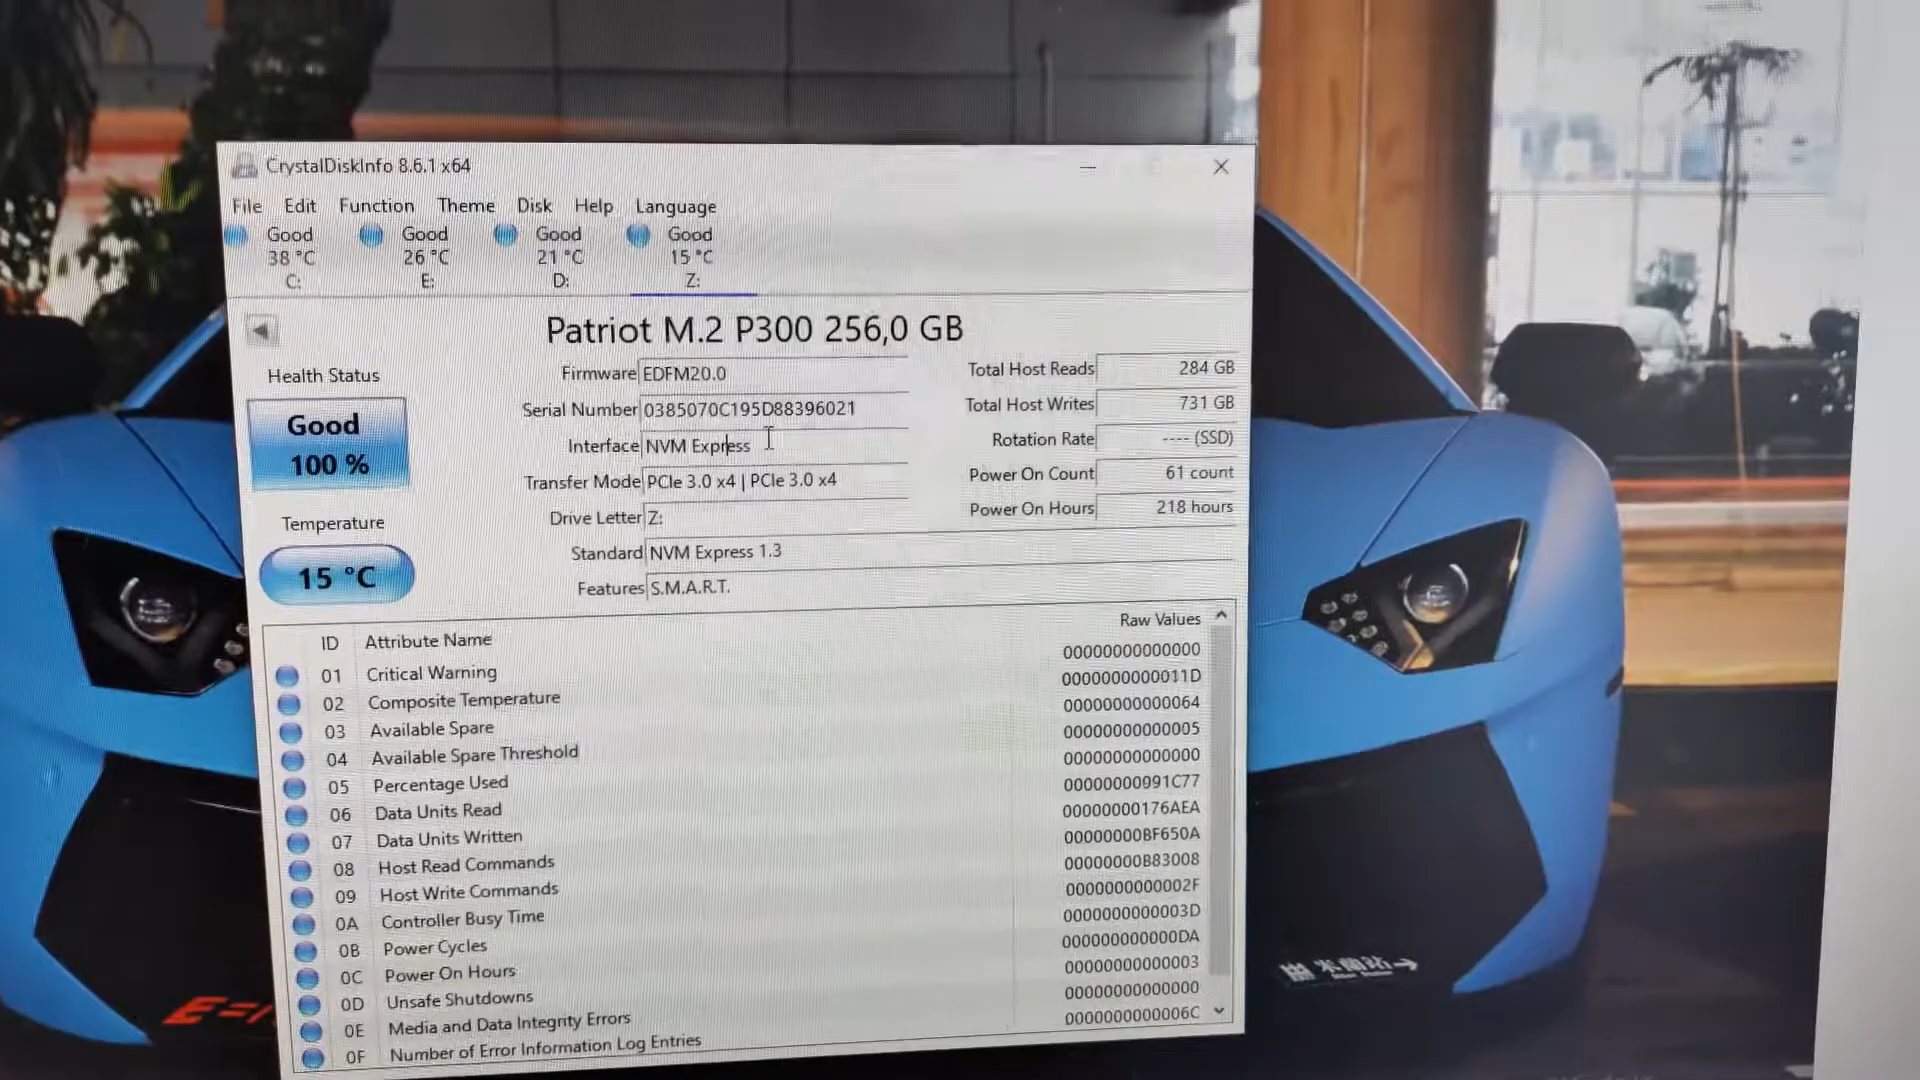 CrystalDiskInfo 8.6.1 x64
File Edit Function Theme Disk Help Language
Good Good Good Good
38 °C 26 °C 21 °C 15 °C
C: E: D: Z:
Patriot M.2 P300 256,0 GB
Health Status
Good
100 %
Temperature
15 °C
Firmware EDFM20.0
Serial Number 0385070C195D88396021
Interface NVM Express
Transfer Mode PCIe 3.0 x4 | PCIe 3.0 x4
Drive Letter Z:
Standard NVM Express 1.3
Features S.M.A.R.T.
Total Host Reads 284 GB
Total Host Writes 731 GB
Rotation Rate ---- (SSD)
Power On Count 61 count
Power On Hours 218 hours
ID Attribute Name Raw Values
01 Critical Warning 00000000000000
02 Composite Temperature 0000000000011D
03 Available Spare 00000000000064
04 Available Spare Threshold 00000000000005
05 Percentage Used 00000000000000
06 Data Units Read 00000000991C77
07 Data Units Written 00000000176AEA
08 Host Read Commands 00000000BF650A
09 Host Write Commands 00000000B83008
0A Controller Busy Time 0000000000002F
0B Power Cycles 0000000000003D
0C Power On Hours 000000000000DA
0D Unsafe Shutdowns 00000000000003
0E Media and Data Integrity Errors 00000000000000
0F Number of Error Information Log Entries 0000000000006C